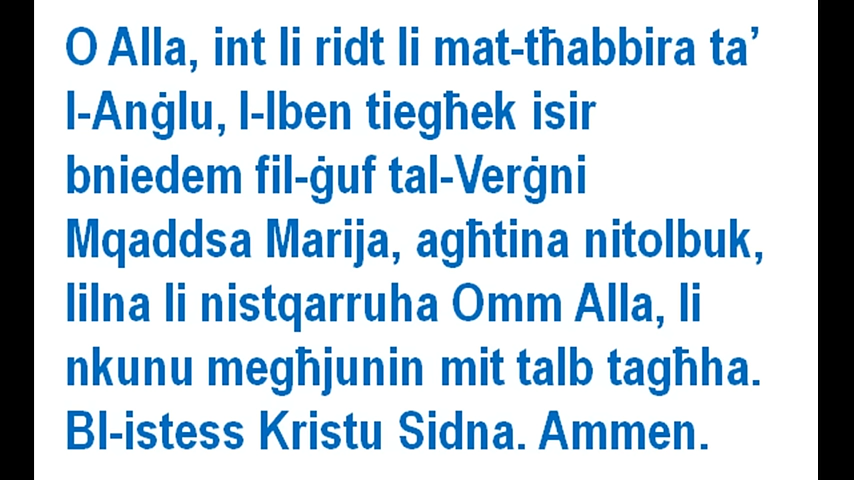 O Alla, int li ridt li mat-tħabbira ta’
l-Anġlu, l-Iben tiegħek isir
bniedem fil-ġuf tal-Verġni
Mqaddsa Marija, agħtina nitolbuk,
lilna li nistqarruha Omm Alla, li
nkunu megħjunin mit talb tagħha.
Bl-istess Kristu Sidna. Ammen.